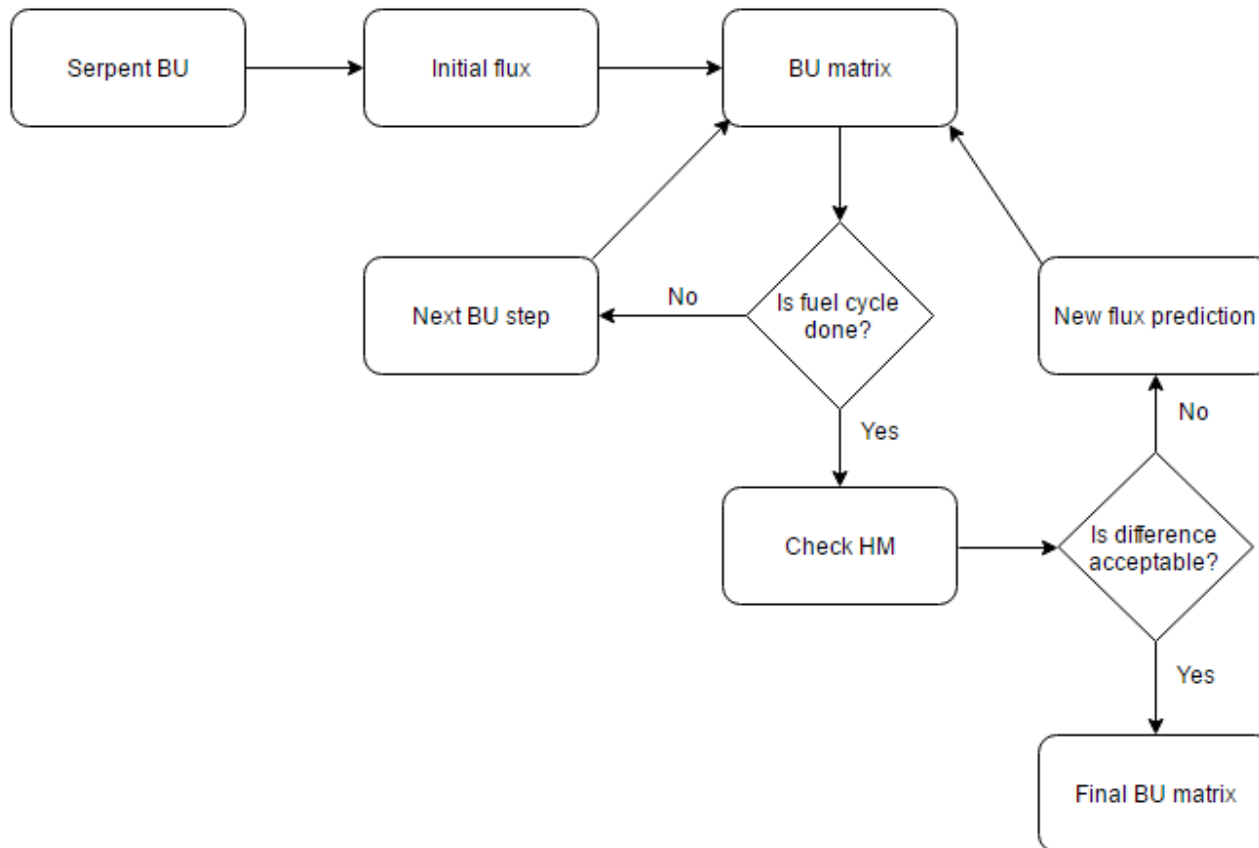 Serpent BU
Initial flux
BU matrix
Next BU step
No
Is fuel cycle
done?
New flux prediction
Yes
No
Check HM
Is difference
acceptable?
Yes
Final BU matrix